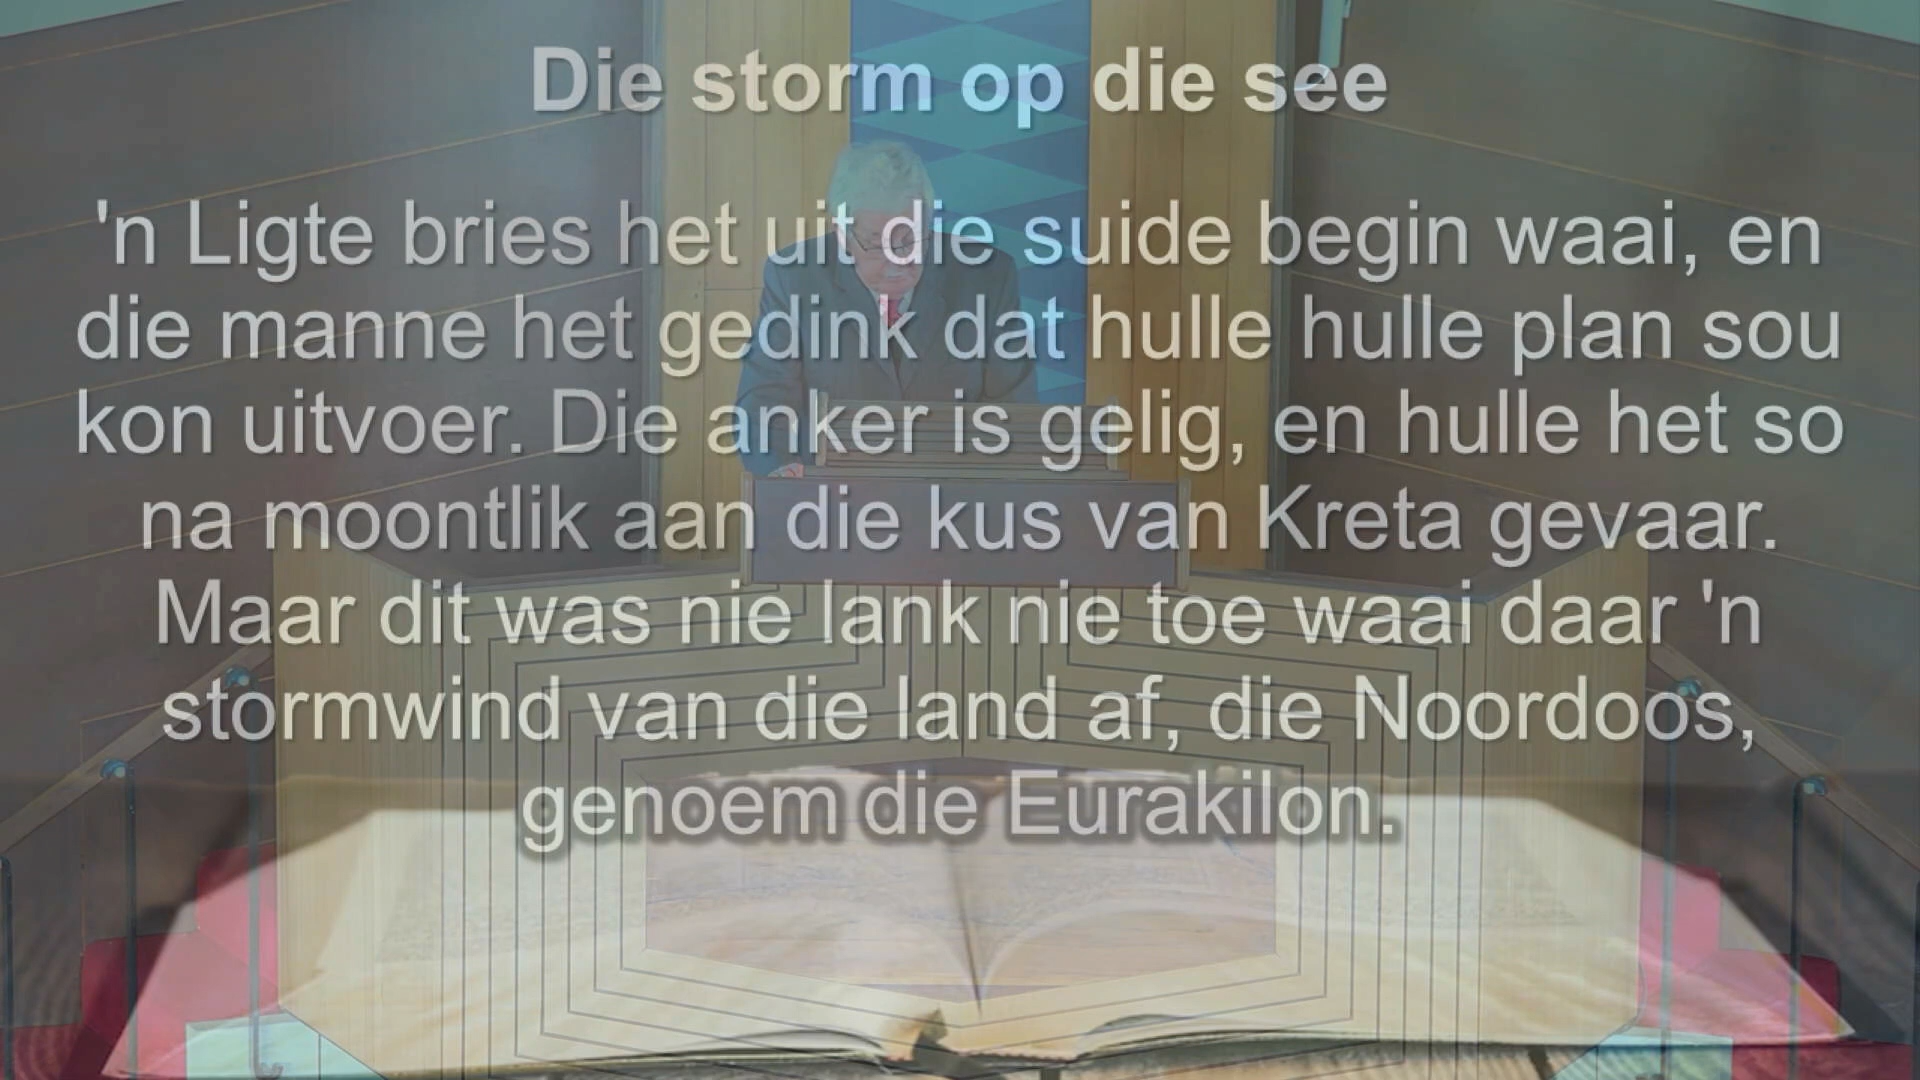 Die storm op die see
'n Ligte bries het uit die suide begin waai, en
die manne het gedink dat hulle hulle plan sou
kon uitvoer. Die anker is gelig, en hulle het so
na moontlik aan die kus van Kreta gevaar.
Maar dit was nie lank nie toe waai daar 'n
stormwind van die land af, die Noordoos,
genoem die Eurakilon.